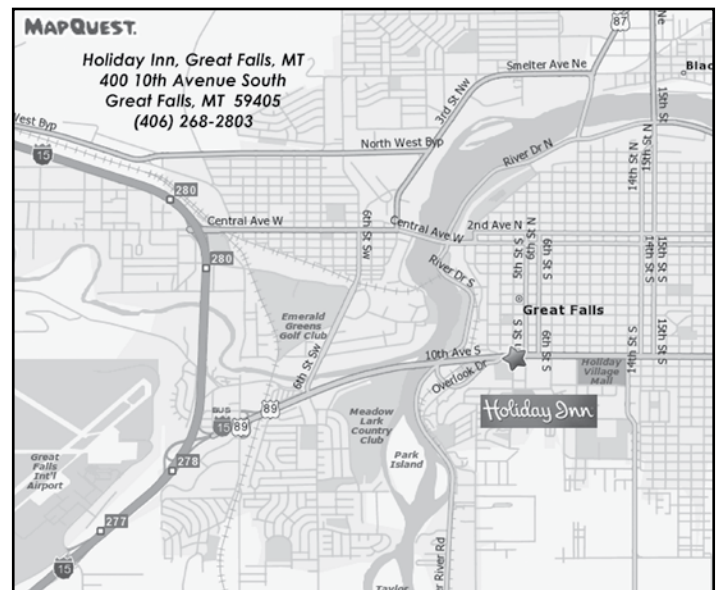 MAPQUEST.
Holiday Inn, Great Falls, MT
400 10th Avenue South
Great Falls, MT 59405
(406) 268-2803
87
Ne
Smelter Ave Ne
Blac
15th St
3rd St Nw
West Byp
15
North West Byp
River Dr N
14th St N
15th St N
280
Central Ave W
6th St Sw
Central Ave W
2nd Ave N
6th St N
5th St S
6th St S
14th St S
15th St S
280
River Dr S
Emerald
Greens
Golf Club
Great Falls
10th Ave S
h St S
6th St S
14th St S
15th St S
6th St Sw
Overlook Dr
Holiday
Village
Mall
Holiday Inn
89
BUS
15
89
Meadow
Lark
Country
Club
Park
Island
Great
Falls
Int'l
Airport
278
277
15
r River Rd
Taylor